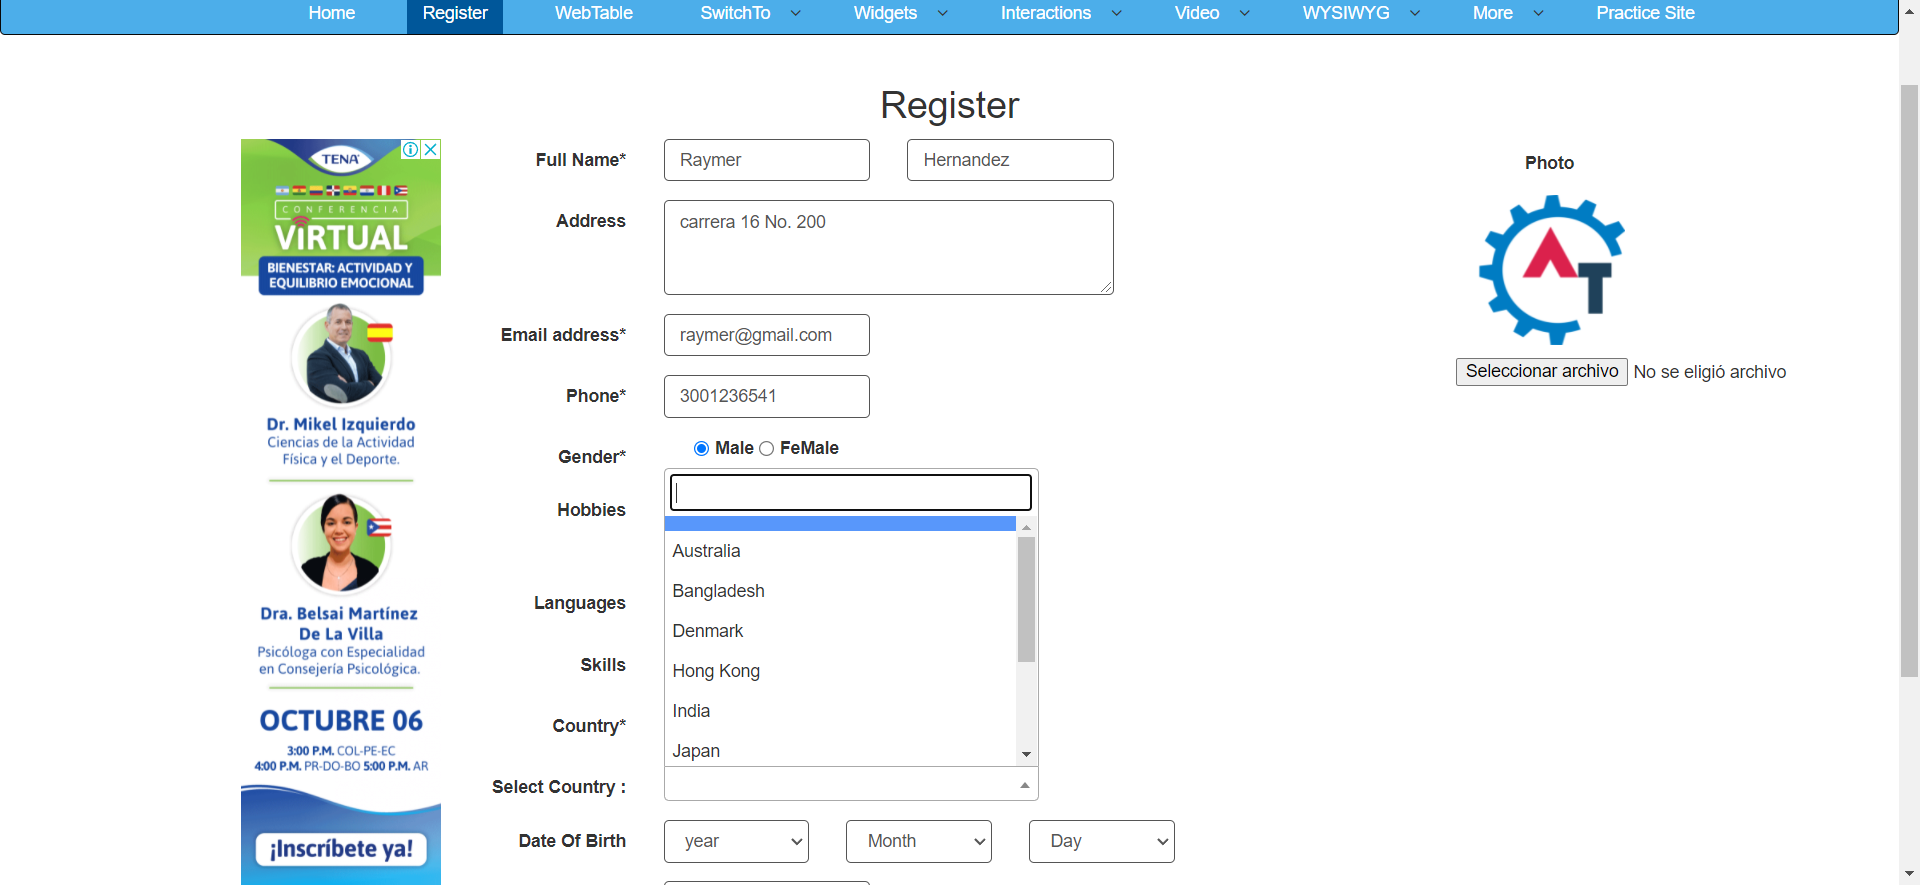 Home Register WebTable SwitchTo Widgets Interactions Video WYSIWYG More Practice Site
Register
TENA
CONFERENCIA
VIRTUAL
BIENESTAR: ACTIVIDAD Y
EQUILIBRIO EMOCIONAL
Dr. Mikel Izquierdo
Ciencias de la Actividad
Física y el Deporte.
Dra. Belsai Martínez
De La Villa
Psicóloga con Especialidad
en Consejería Psicológica.
OCTUBRE 06
3:00 P.M. COL-PE-EC
4:00 P.M. PR-DO-BO 5:00 P.M. AR
¡Inscríbete ya!
Full Name* Raymer Hernandez
Address carrera 16 No. 200
Email address* raymer@gmail.com
Phone* 3001236541
Gender* Male FeMale
Hobbies
Languages
Skills
Country*
Australia
Bangladesh
Denmark
Hong Kong
India
Japan
Select Country :
Date Of Birth year Month Day
Photo
AT
Seleccionar archivo No se eligió archivo